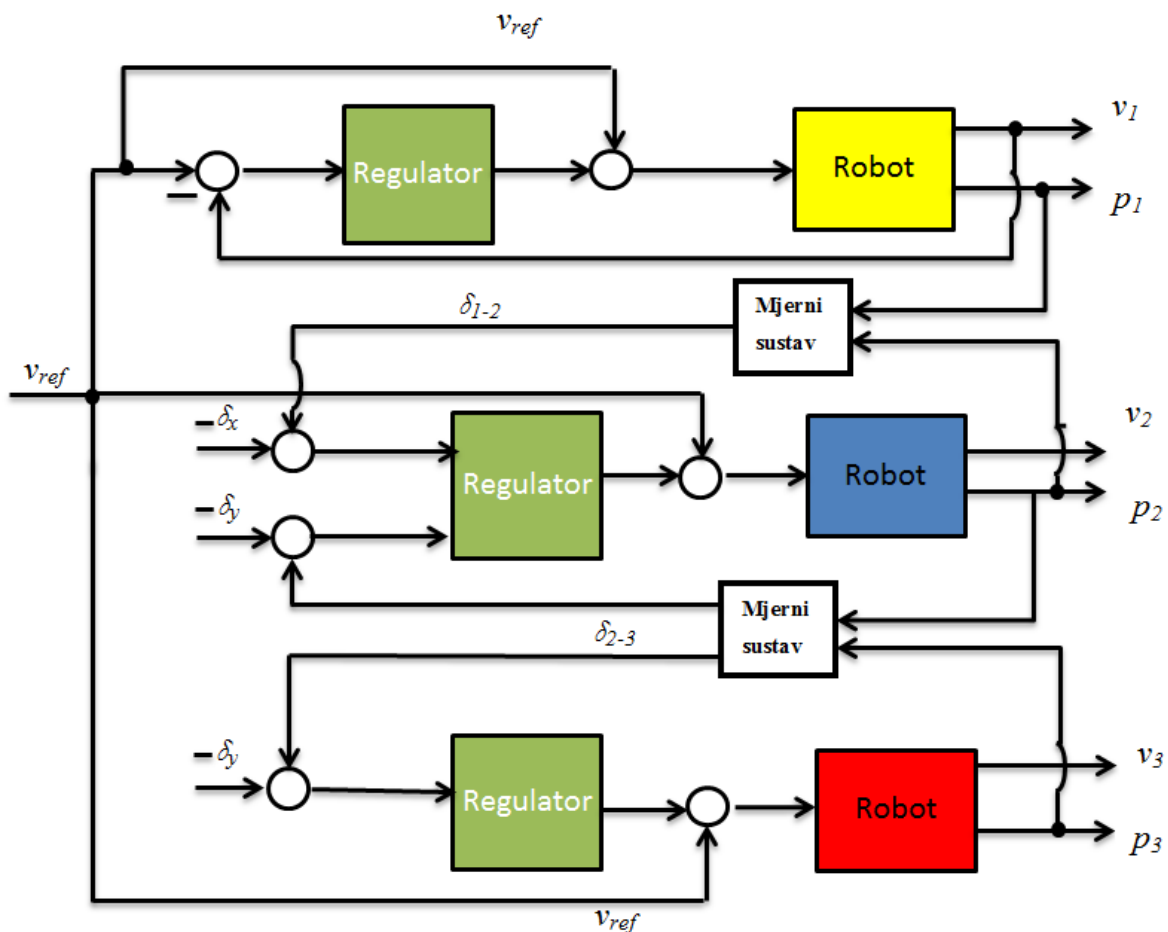 v_ref
v_1
Regulator
Robot
p_1
−
Mjerni
sustav
δ_1-2
v_ref
−δ_x
v_2
Regulator
Robot
−δ_y
p_2
Mjerni
sustav
δ_2-3
−δ_y
v_3
Regulator
Robot
p_3
v_ref